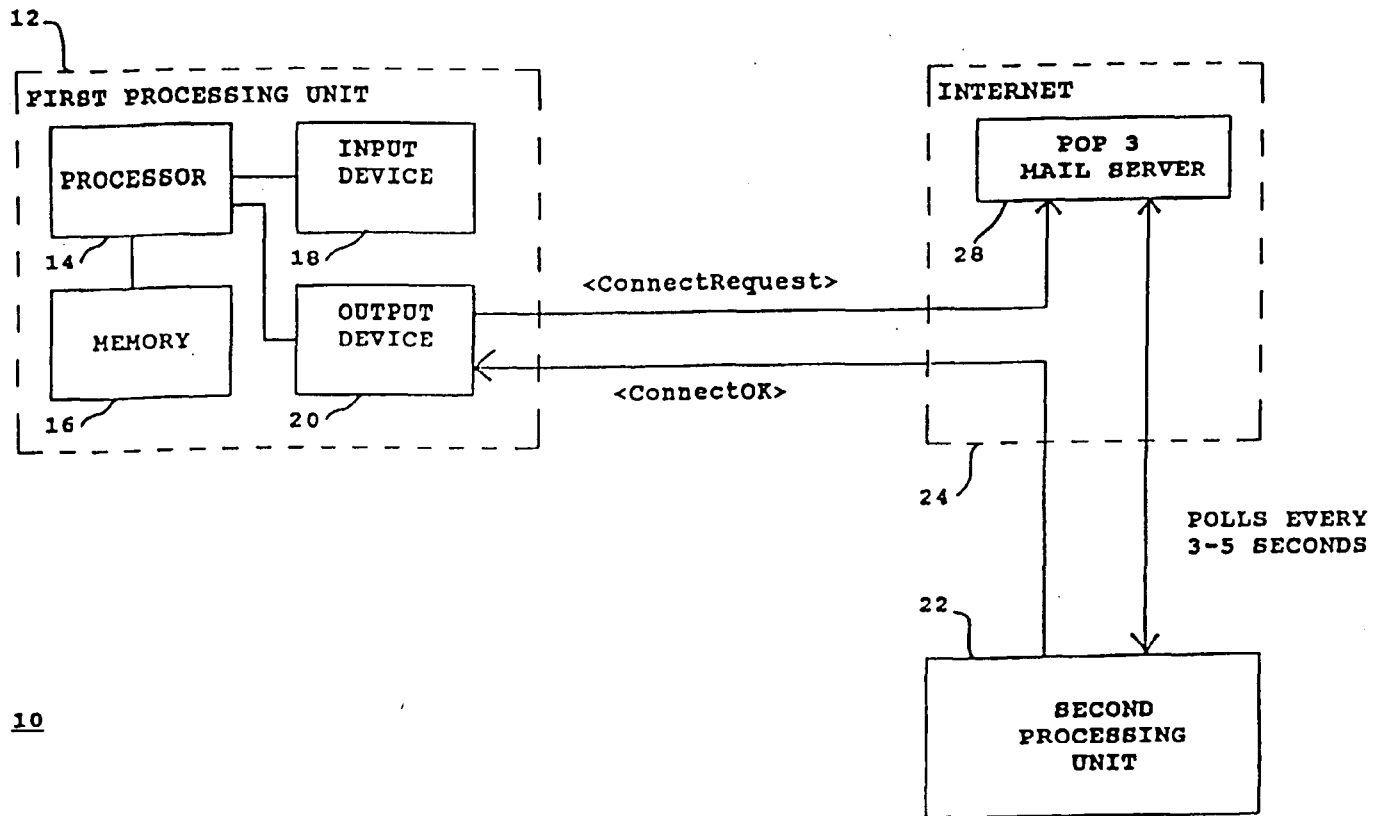 12
FIRST PROCESSING UNIT
PROCESSOR
14
INPUT
DEVICE
18
MEMORY
16
OUTPUT
DEVICE
20
<ConnectRequest>
<ConnectOK>
INTERNET
POP 3
MAIL SERVER
28
24
POLLS EVERY
3-5 SECONDS
22
SECOND
PROCESSING
UNIT
10